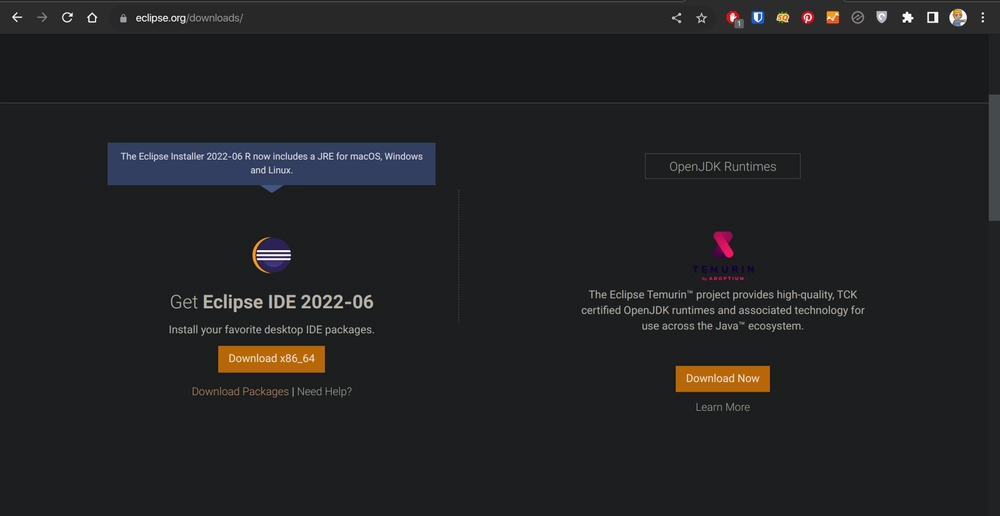 eclipse.org/downloads/
1
The Eclipse Installer 2022-06 R now includes a JRE for macOS, Windows
and Linux.
Get Eclipse IDE 2022-06
Install your favorite desktop IDE packages.
Download x86_64
Download Packages | Need Help?
OpenJDK Runtimes
TEMURIN
by ADOPTIUM
The Eclipse Temurin™ project provides high-quality, TCK
certified OpenJDK runtimes and associated technology for
use across the Java™ ecosystem.
Download Now
Learn More